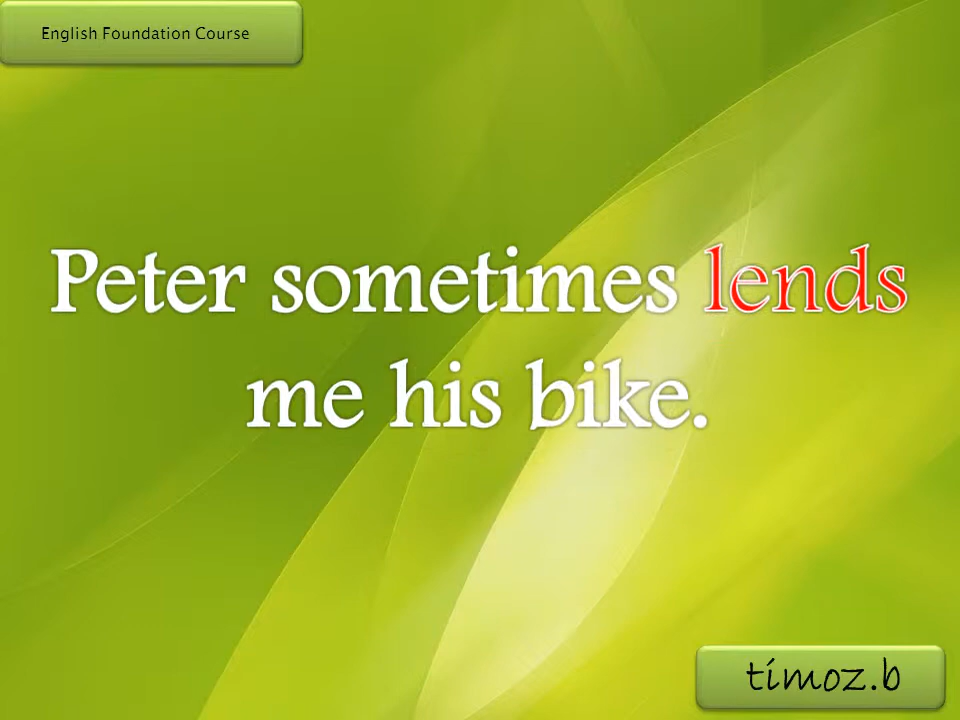 English Foundation Course
Peter sometimes lends
me his bike.
timoz.b